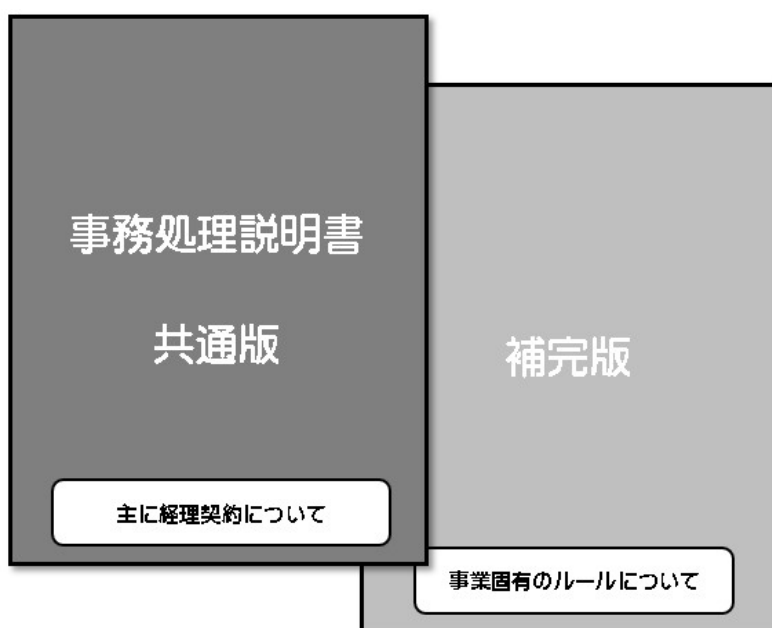 事務処理説明書
共通版
主に経理契約について
補完版
事業固有のルールについて